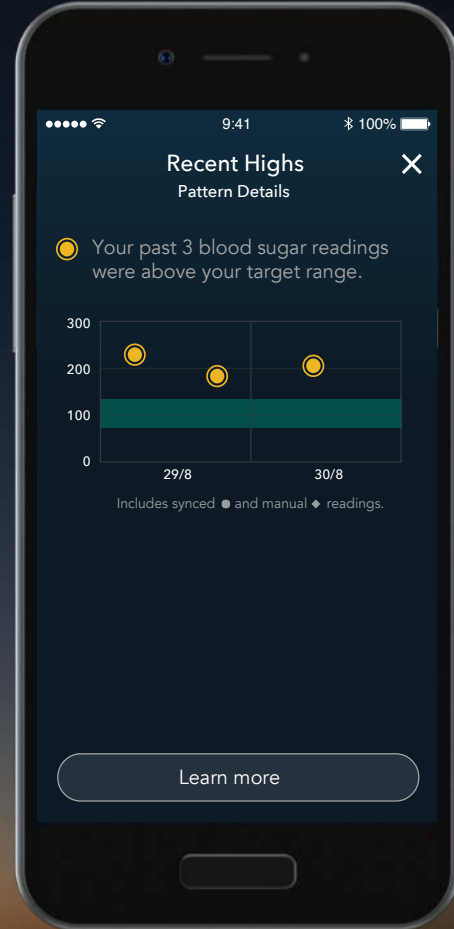 9:41
100%
Recent Highs
Pattern Details
Your past 3 blood sugar readings
were above your target range.
300
200
100
0
29/8
30/8
Includes synced ● and manual ◆ readings.
Learn more